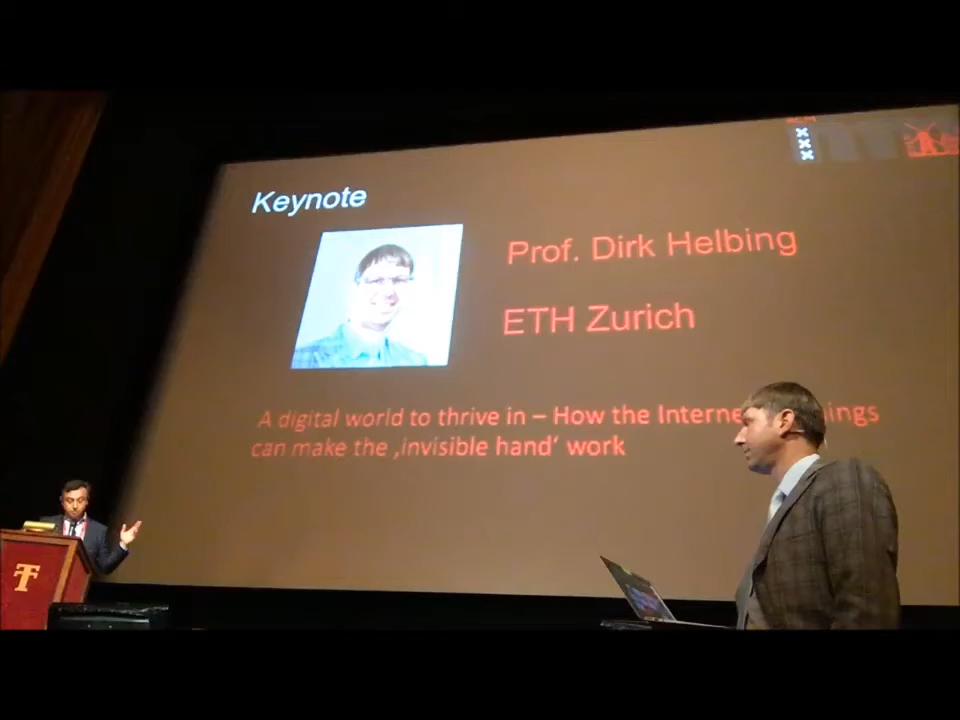 Keynote
Prof. Dirk Helbing
ETH Zurich
A digital world to thrive in – How the Interne ings
can make the ‚invisible hand‘ work